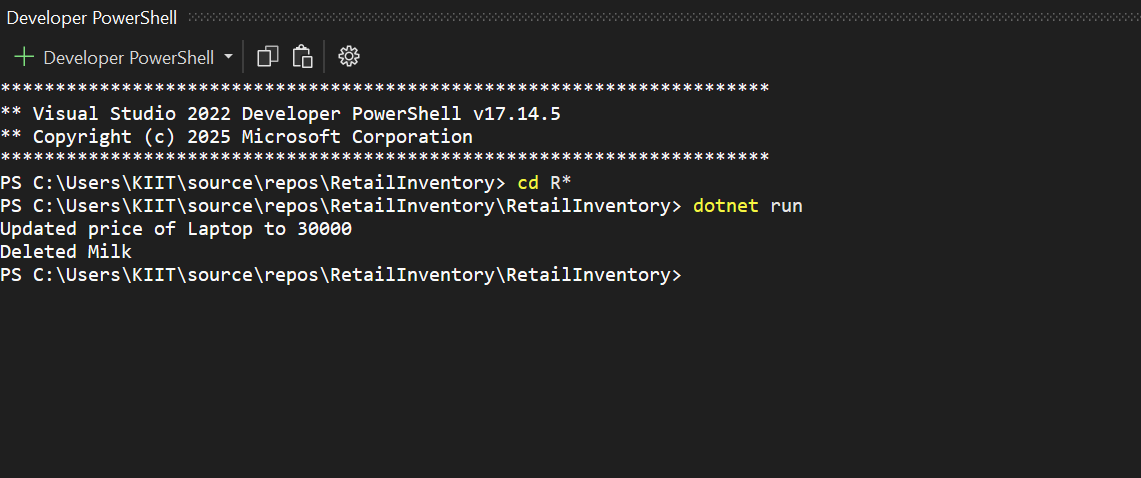 Developer PowerShell
Developer PowerShell
**********************************************************************
** Visual Studio 2022 Developer PowerShell v17.14.5
** Copyright (c) 2025 Microsoft Corporation
**********************************************************************
PS C:\Users\KIIT\source\repos\RetailInventory> cd R*
PS C:\Users\KIIT\source\repos\RetailInventory\RetailInventory> dotnet run
Updated price of Laptop to 30000
Deleted Milk
PS C:\Users\KIIT\source\repos\RetailInventory\RetailInventory>